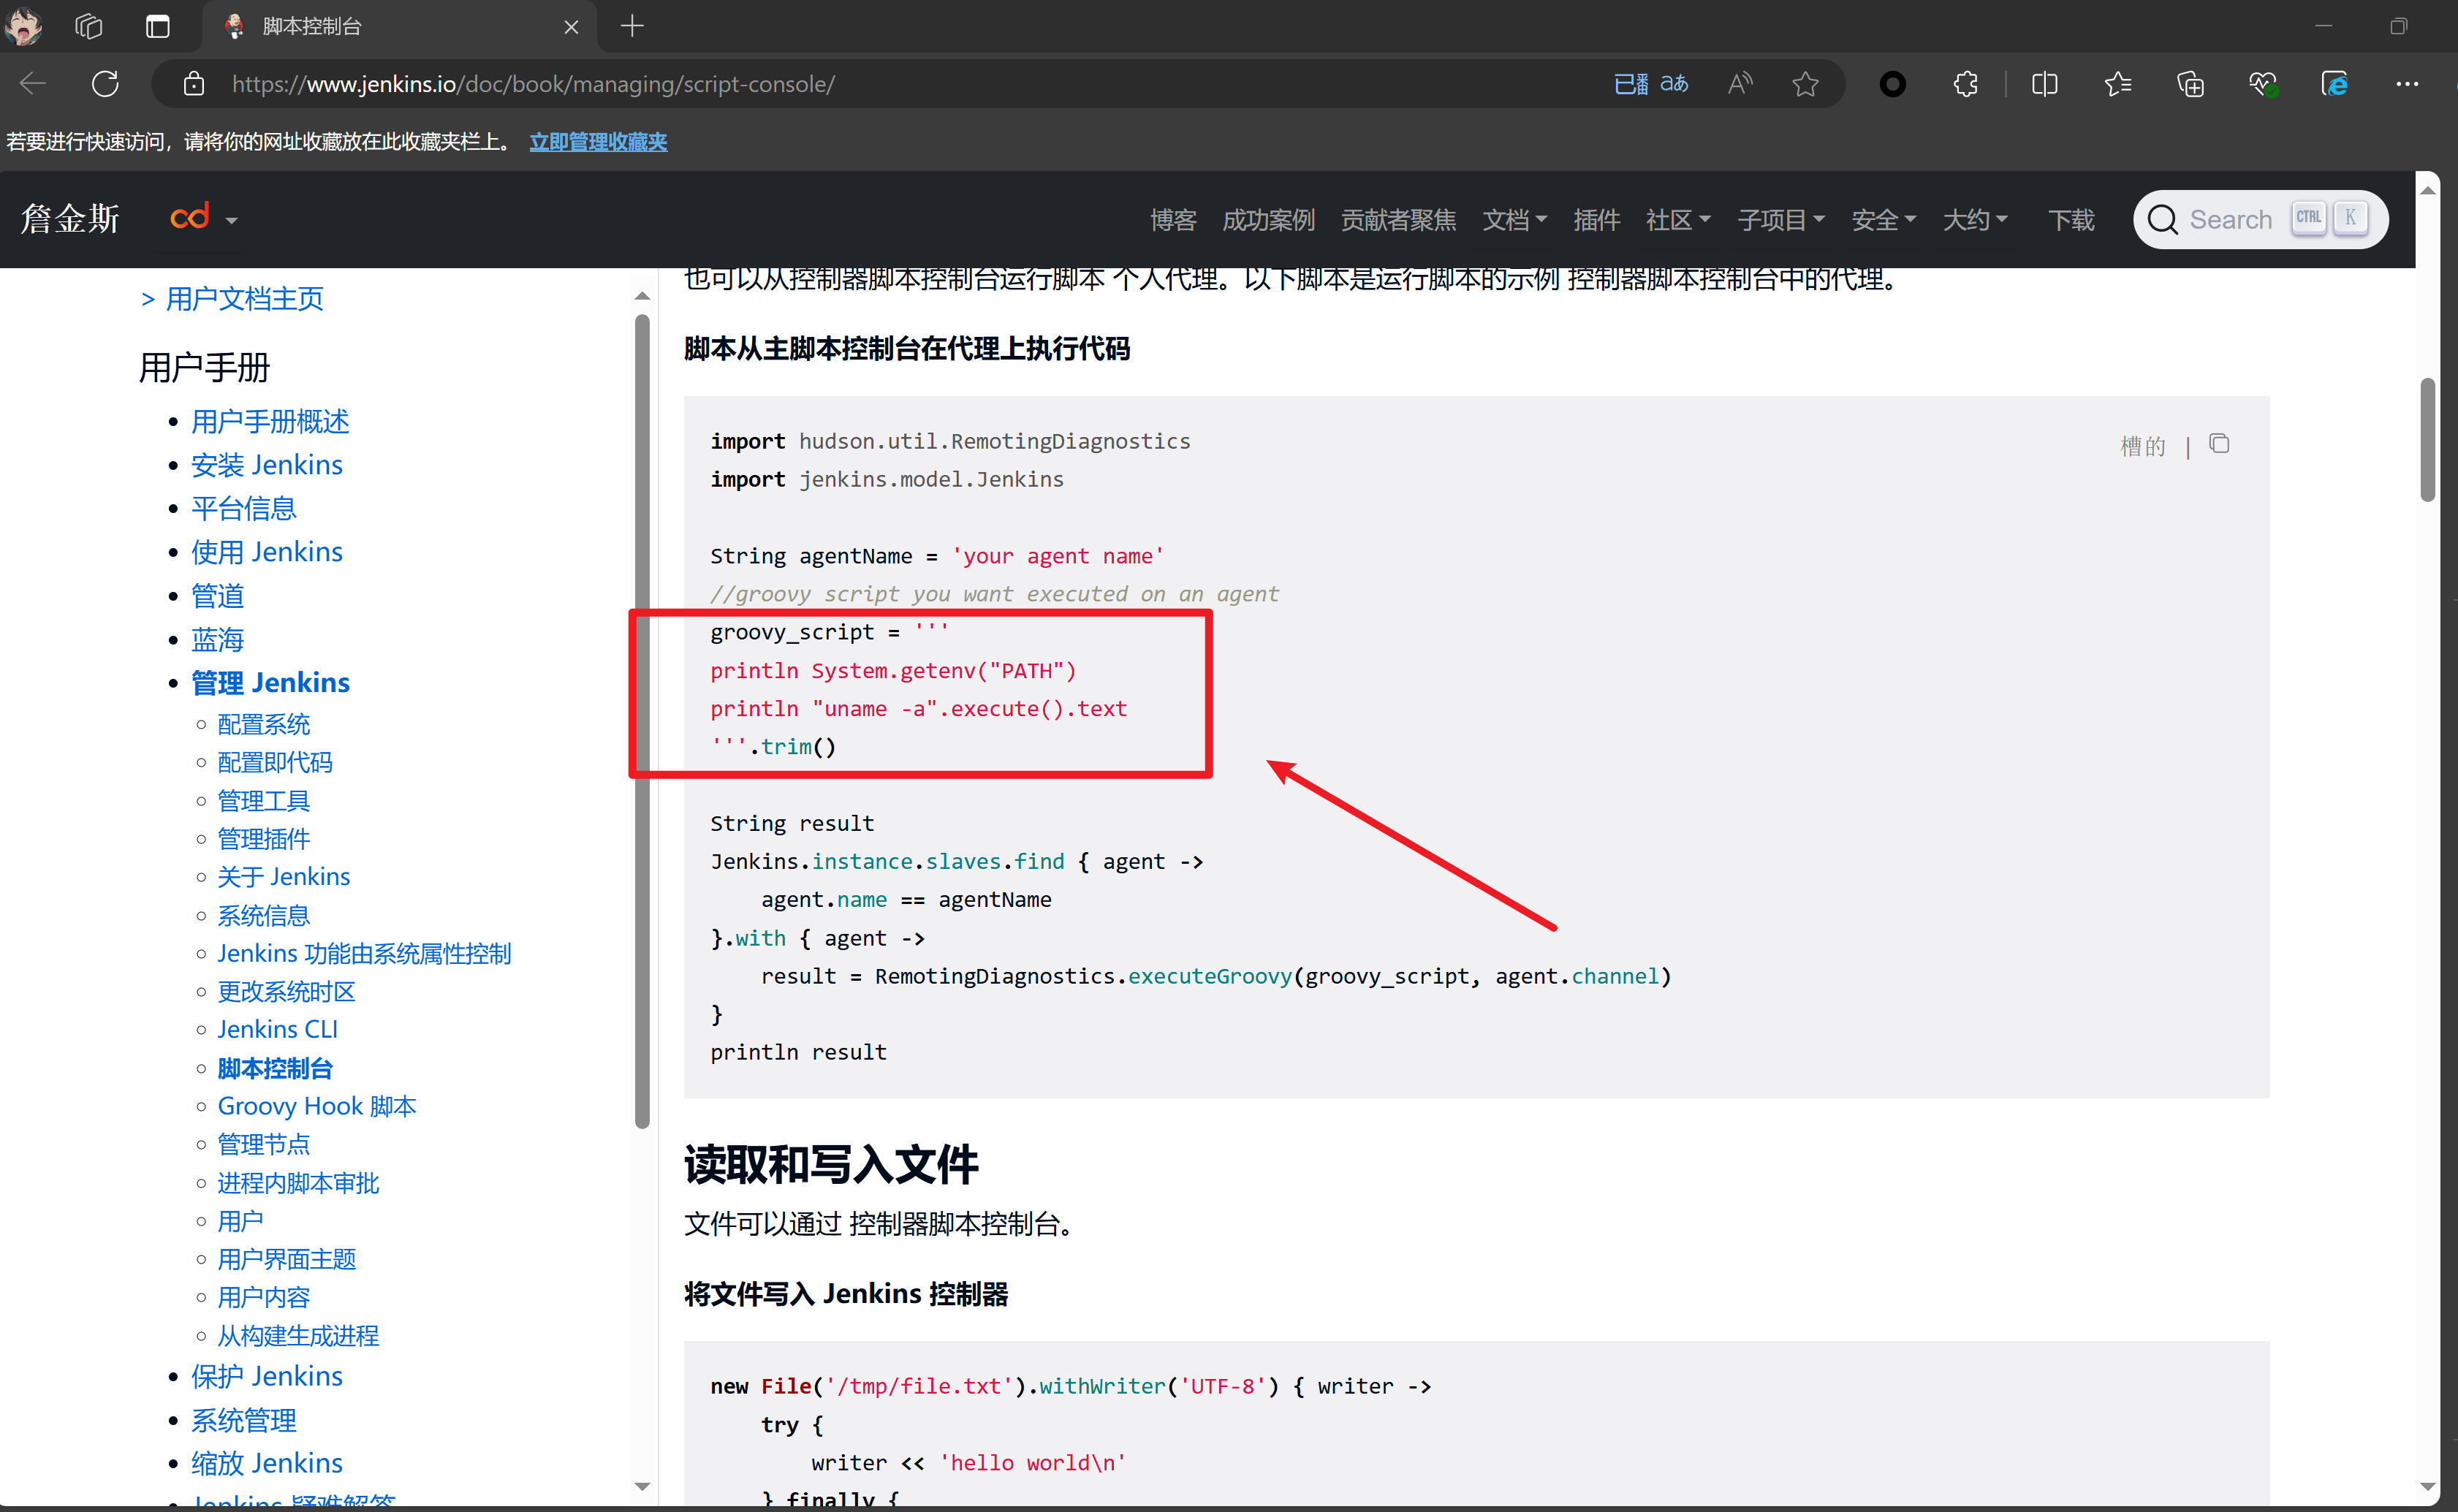 脚本控制台
https://www.jenkins.io/doc/book/managing/script-console/
已翻 aあ
若要进行快速访问，请将你的网址收藏放在此收藏夹栏上。 立即管理收藏夹
詹金斯 cd 博客 成功案例 贡献者聚焦 文档 插件 社区 子项目 安全 大约 下载 Search CTRL K
> 用户文档主页
用户手册
用户手册概述
安装 Jenkins
平台信息
使用 Jenkins
管道
蓝海
管理 Jenkins
配置系统
配置即代码
管理工具
管理插件
关于 Jenkins
系统信息
Jenkins 功能由系统属性控制
更改系统时区
Jenkins CLI
脚本控制台
Groovy Hook 脚本
管理节点
进程内脚本审批
用户
用户界面主题
用户内容
从构建生成进程
保护 Jenkins
系统管理
缩放 Jenkins
Jenkins 疑难解答
也可以从控制器脚本控制台运行脚本 个人代理。以下脚本是运行脚本的示例 控制器脚本控制台中的代理。
脚本从主脚本控制台在代理上执行代码
槽的 |
import hudson.util.RemotingDiagnostics
import jenkins.model.Jenkins
String agentName = 'your agent name'
//groovy script you want executed on an agent
groovy_script = '''
println System.getenv("PATH")
println "uname -a".execute().text
'''.trim()
String result
Jenkins.instance.slaves.find { agent ->
    agent.name == agentName
}.with { agent ->
    result = RemotingDiagnostics.executeGroovy(groovy_script, agent.channel)
}
println result
读取和写入文件
文件可以通过 控制器脚本控制台。
将文件写入 Jenkins 控制器
new File('/tmp/file.txt').withWriter('UTF-8') { writer ->
    try {
        writer << 'hello world\n'
    } finally {